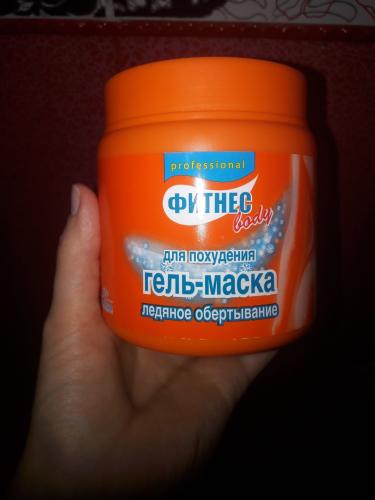 professional
ФИТНЕС
body
для похудения
гель-маска
ледяное обертывание